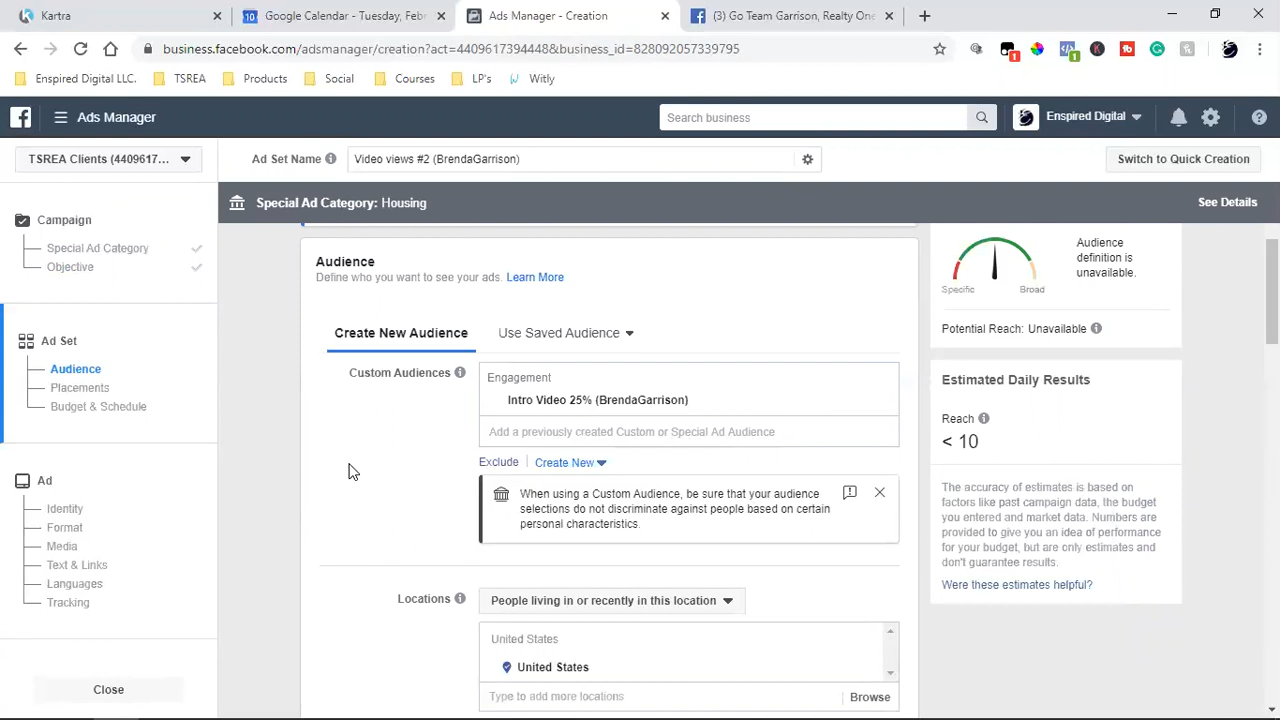 Kartra
Google Calendar - Tuesday, Februa
Ads Manager - Creation
(3) Go Team Garrison, Realty One
business.facebook.com/adsmanager/creation?act=4409617394448&business_id=828092057339795
Enspired Digital LLC.
TSREA
Products
Social
Courses
LP's
Witly
1
1
Ads Manager
Search business
Enspired Digital
TSREA Clients (4409617...
Ad Set Name
Video views #2 (BrendaGarrison)
Switch to Quick Creation
Campaign
Special Ad Category
Objective
Ad Set
Audience
Placements
Budget & Schedule
Ad
Identity
Format
Media
Text & Links
Languages
Tracking
Close
Special Ad Category: Housing
See Details
Audience
Define who you want to see your ads. Learn More
Create New Audience
Use Saved Audience
Custom Audiences
Engagement
Intro Video 25% (BrendaGarrison)
Add a previously created Custom or Special Ad Audience
Exclude
Create New
When using a Custom Audience, be sure that your audience
selections do not discriminate against people based on certain
personal characteristics.
Locations
People living in or recently in this location
United States
United States
Type to add more locations
Browse
Audience
definition is
unavailable.
Specific
Broad
Potential Reach: Unavailable
Estimated Daily Results
Reach
< 10
The accuracy of estimates is based on
factors like past campaign data, the budget
you entered and market data. Numbers are
provided to give you an idea of performance
for your budget, but are only estimates and
don't guarantee results.
Were these estimates helpful?